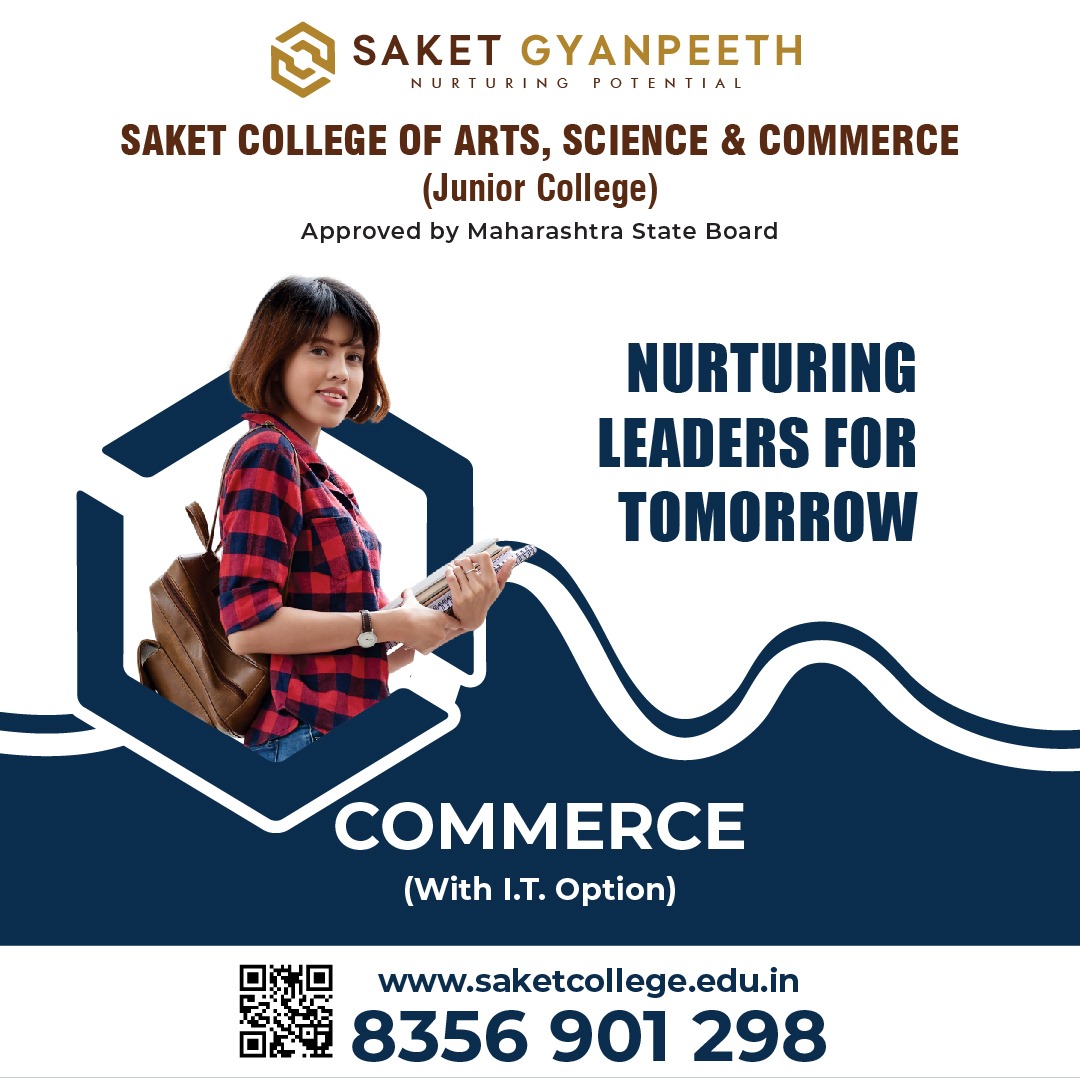 SAKET GYANPEETH
NURTURING POTENTIAL
SAKET COLLEGE OF ARTS, SCIENCE & COMMERCE
(Junior College)
Approved by Maharashtra State Board
NURTURING
LEADERS FOR
TOMORROW
COMMERCE
(With I.T. Option)
www.saketcollege.edu.in
8356 901 298